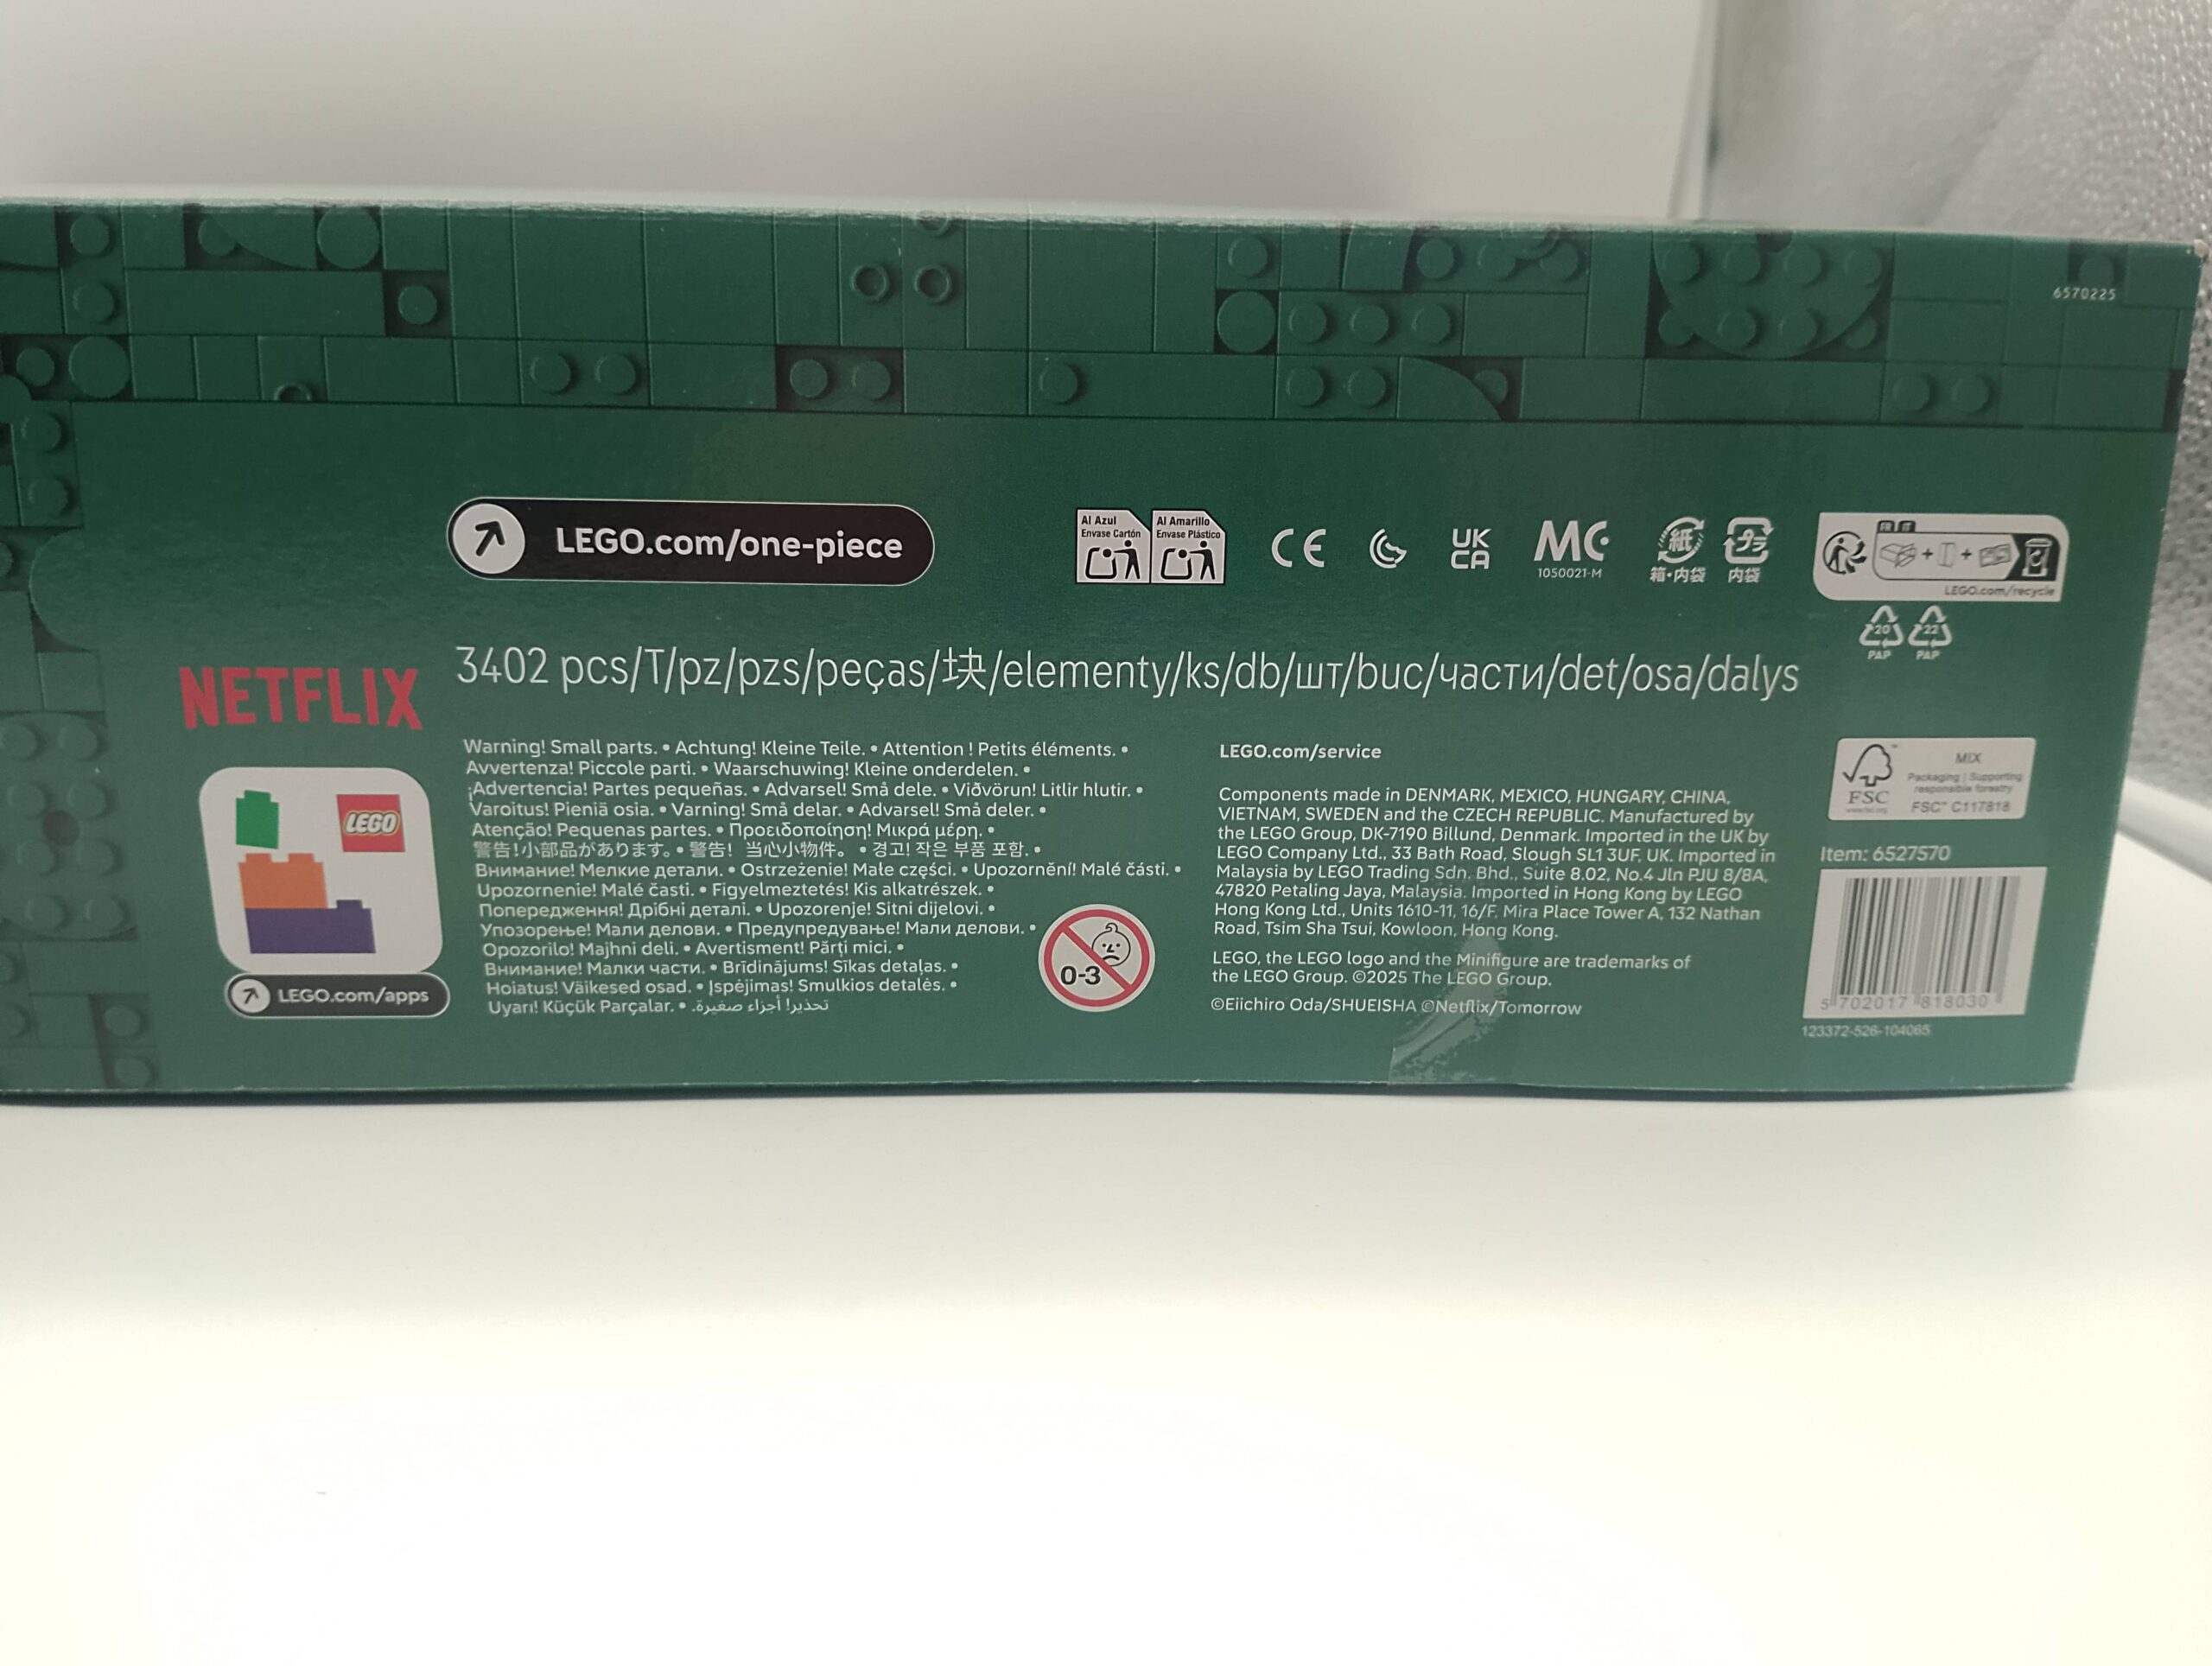 6570225
LEGO.com/one-piece
Al Azul
Envase Cartón
Al Amarillo
Envase Plástico
CE
UK
CA
MC
1050021-M
紙
箱・内袋
プラ
内袋
FR IT
+ +
LEGO.com/recycle
20
PAP
22
PAP
3402 pcs/T/pz/pzs/peças/块/elementy/ks/db/шт/buc/части/det/osa/dalys
NETFLIX
LEGO
LEGO.com/apps
Warning! Small parts. • Achtung! Kleine Teile. • Attention ! Petits éléments. •
Avvertenza! Piccole parti. • Waarschuwing! Kleine onderdelen. •
¡Advertencia! Partes pequeñas. • Advarsel! Små dele. • Viðvörun! Litlir hlutir. •
Varoitus! Pieniä osia. • Varning! Små delar. • Advarsel! Små deler. •
Atenção! Pequenas partes. • Προειδοποίηση! Μικρά μέρη. •
警告!小部品があります。• 警告! 当心小物件。 • 경고! 작은 부품 포함. •
Внимание! Мелкие детали. • Ostrzeżenie! Małe części. • Upozornění! Malé části. •
Upozornenie! Malé časti. • Figyelmeztetés! Kis alkatrészek. •
Попередження! Дрібні деталі. • Upozorenje! Sitni dijelovi. •
Упозорење! Мали делови. • Предупредување! Мали делови. •
Opozorilo! Majhni deli. • Avertisment! Părți mici. •
Внимание! Малки части. • Brīdinājums! Sīkas detaļas. •
Hoiatus! Väikesed osad. • Įspėjimas! Smulkios detalės. •
Uyarı! Küçük Parçalar. • تحذير! أجزاء صغيرة.
0-3
LEGO.com/service
Components made in DENMARK, MEXICO, HUNGARY, CHINA,
VIETNAM, SWEDEN and the CZECH REPUBLIC. Manufactured by
the LEGO Group, DK-7190 Billund, Denmark. Imported in the UK by
LEGO Company Ltd., 33 Bath Road, Slough SL1 3UF, UK. Imported in
Malaysia by LEGO Trading Sdn. Bhd., Suite 8.02, No.4 Jln PJU 8/8A,
47820 Petaling Jaya, Malaysia. Imported in Hong Kong by LEGO
Hong Kong Ltd., Units 1610-11, 16/F, Mira Place Tower A, 132 Nathan
Road, Tsim Sha Tsui, Kowloon, Hong Kong.
LEGO, the LEGO logo and the Minifigure are trademarks of
the LEGO Group. ©2025 The LEGO Group.
©Eiichiro Oda/SHUEISHA ©Netflix/Tomorrow
FSC
www.fsc.org
MIX
Packaging | Supporting
responsible forestry
FSC™ C117818
Item: 6527570
5 702017 818030
123372-526-104065